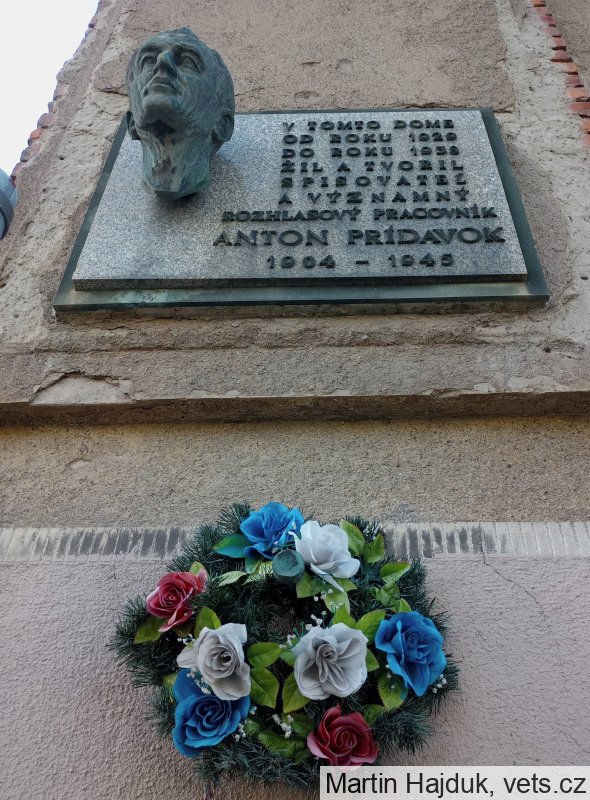 V TOMTO DOME
OD ROKU 1929
DO ROKU 1938
ŽIL A TVORIL
SPISOVATEĽ
A VÝZNAMNÝ
ROZHLASOVÝ PRACOVNÍK
ANTON PRÍDAVOK
1904 - 1945
Martin Hajduk, vets.cz